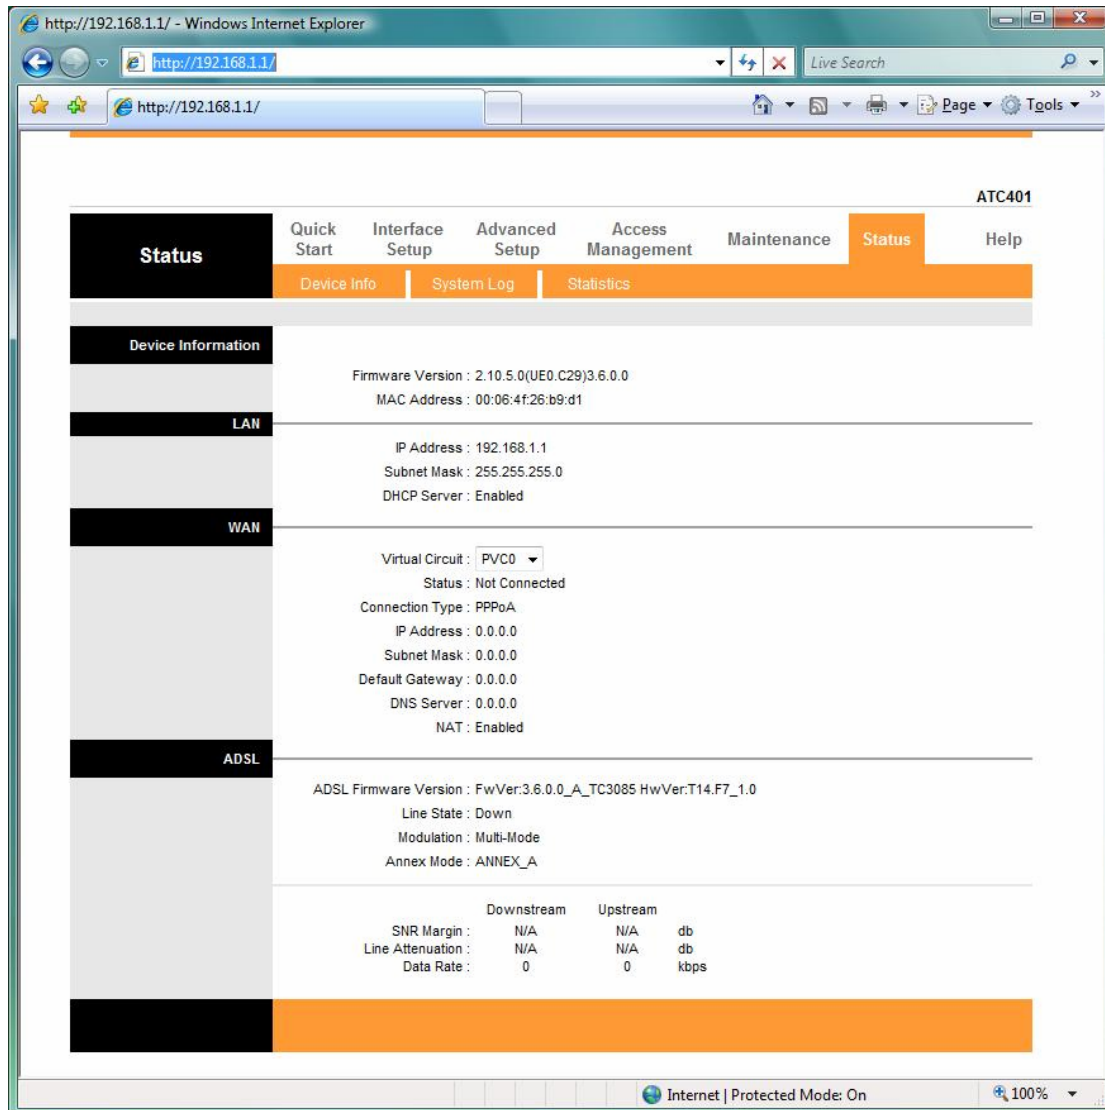 http://192.168.1.1/ - Windows Internet Explorer
http://192.168.1.1/
Live Search
http://192.168.1.1/
Page
Tools
ATC401
Status
Quick Start
Interface Setup
Advanced Setup
Access Management
Maintenance
Status
Help
Device Info
System Log
Statistics
Device Information
Firmware Version : 2.10.5.0(UE0.C29)3.6.0.0
MAC Address : 00:06:4f:26:b9:d1
LAN
IP Address : 192.168.1.1
Subnet Mask : 255.255.255.0
DHCP Server : Enabled
WAN
Virtual Circuit : PVC0
Status : Not Connected
Connection Type : PPPoA
IP Address : 0.0.0.0
Subnet Mask : 0.0.0.0
Default Gateway : 0.0.0.0
DNS Server : 0.0.0.0
NAT : Enabled
ADSL
ADSL Firmware Version : FwVer:3.6.0.0_A_TC3085 HwVer:T14.F7_1.0
Line State : Down
Modulation : Multi-Mode
Annex Mode : ANNEX_A
Downstream Upstream
SNR Margin : N/A N/A db
Line Attenuation : N/A N/A db
Data Rate : 0 0 kbps
Internet | Protected Mode: On
100%